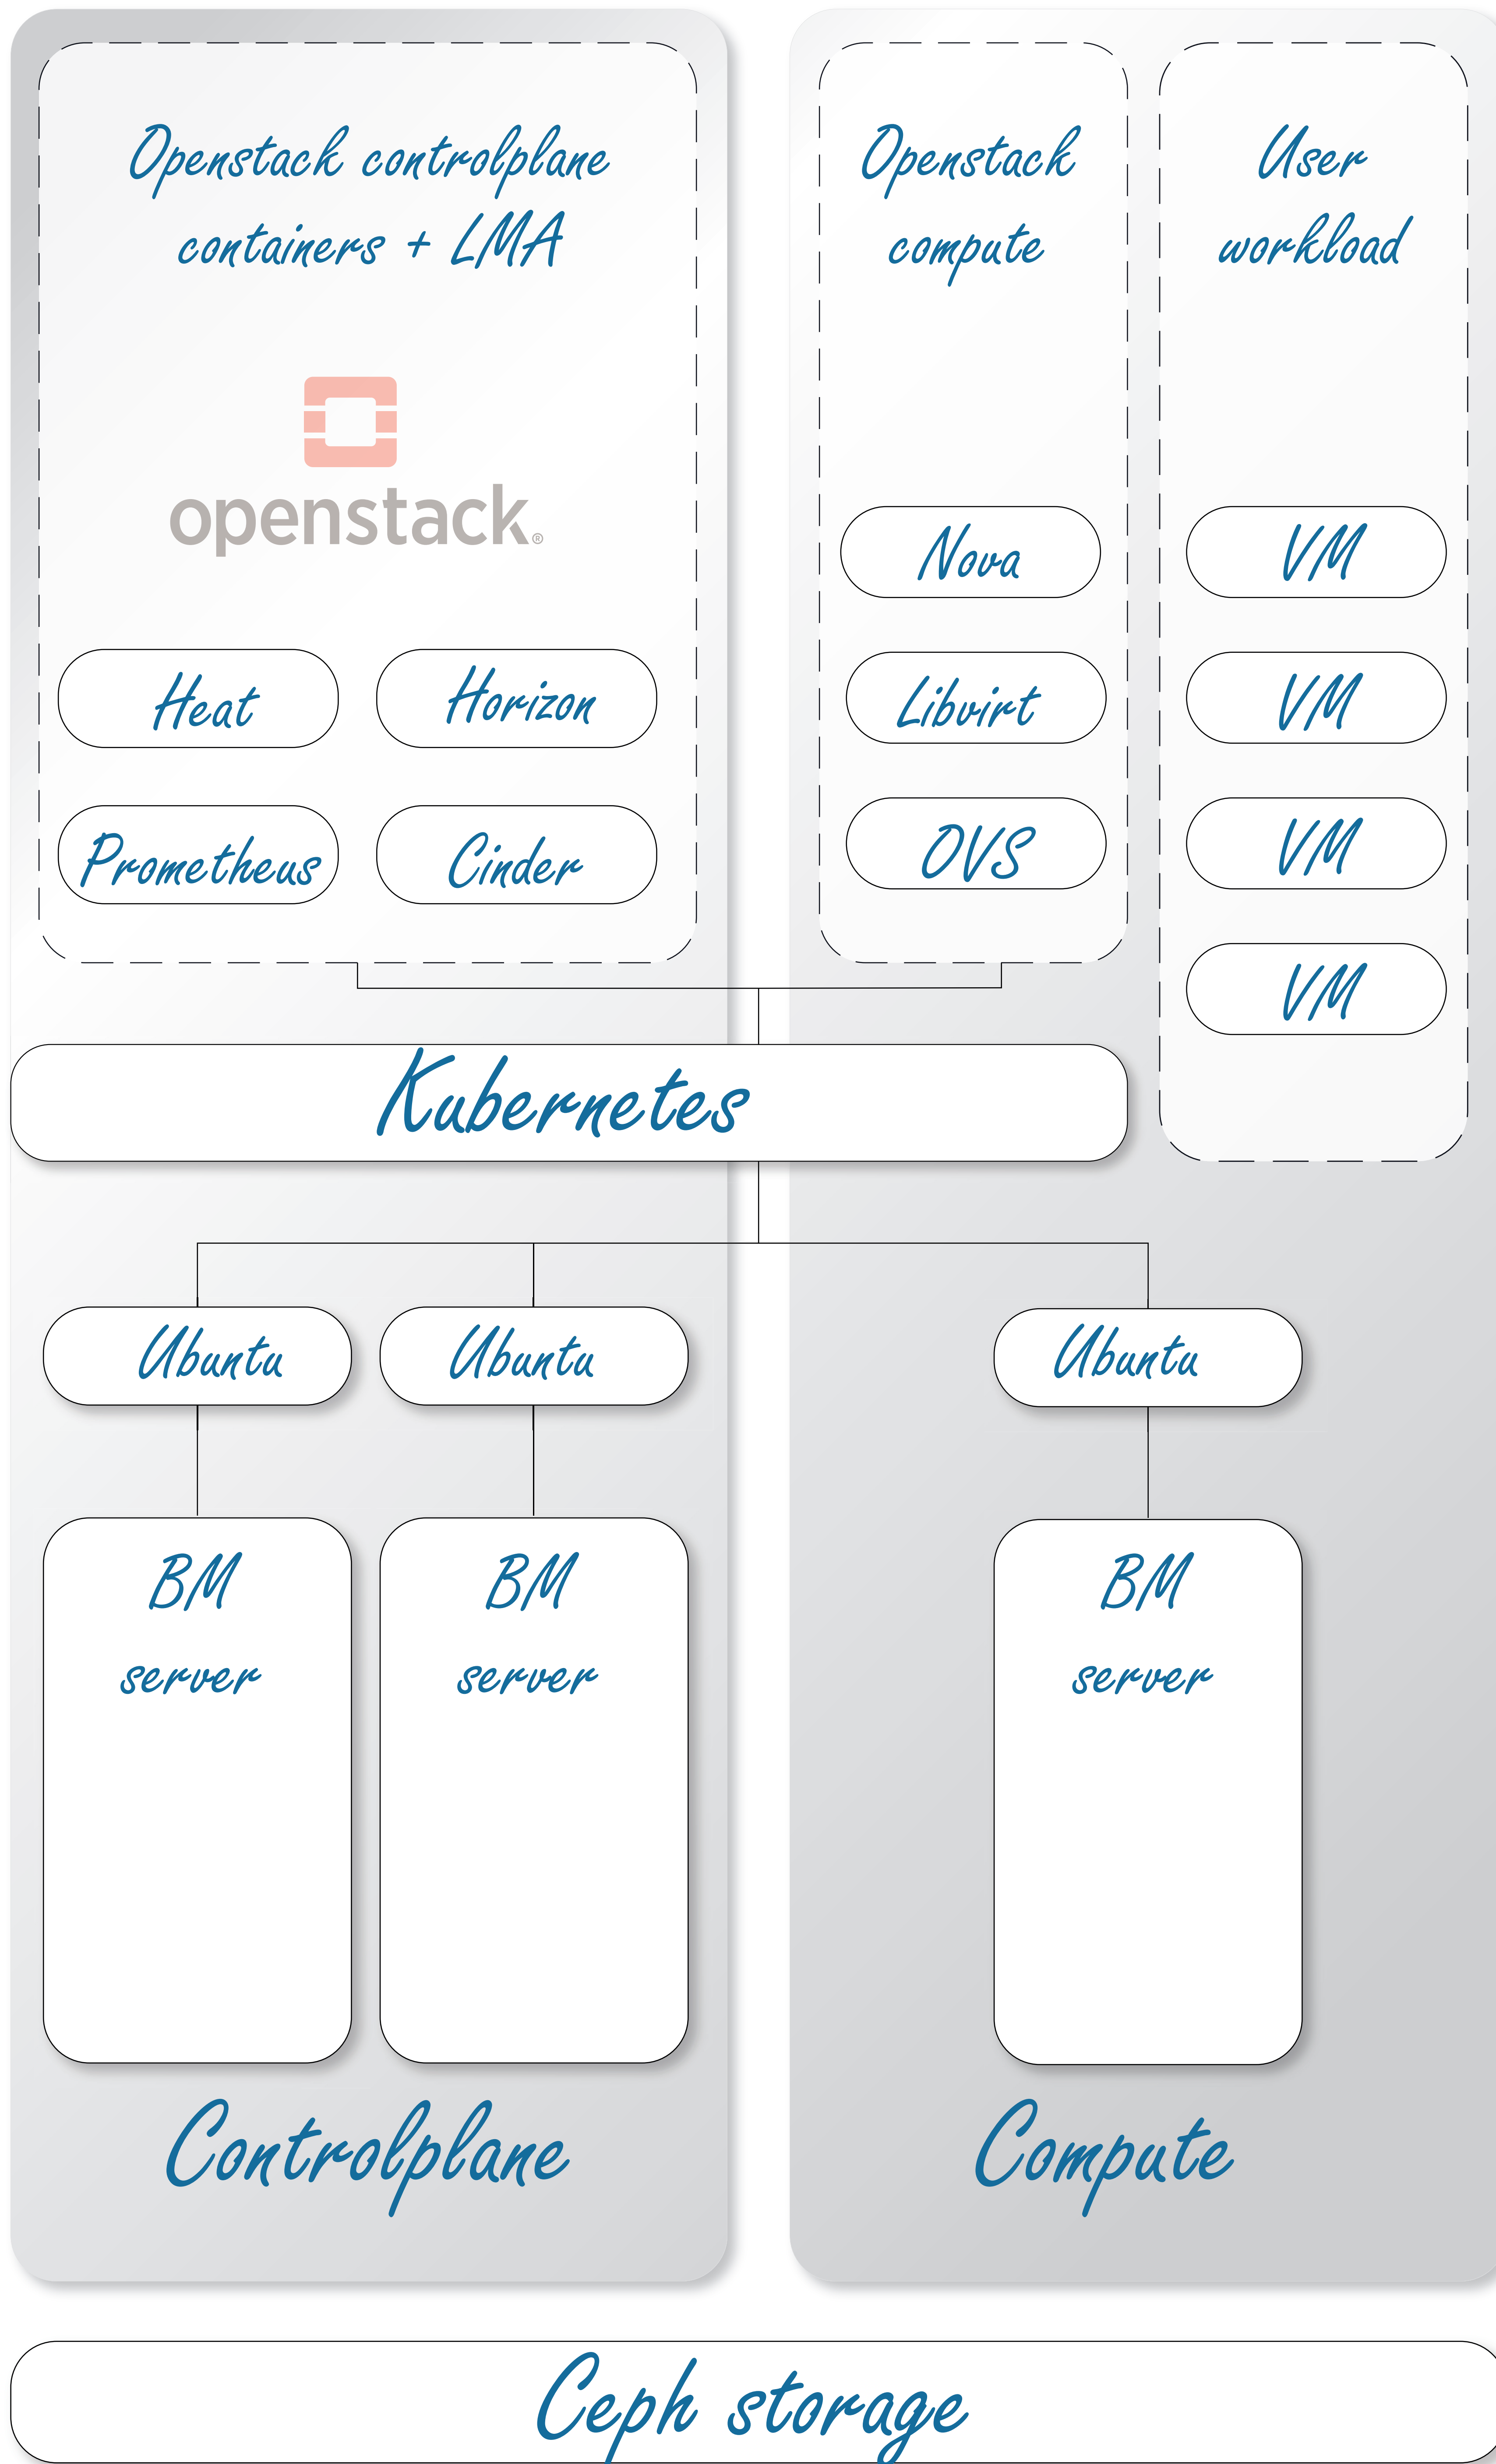 Openstack controlplane
containers + LMA
openstack®
Heat
Horizon
Prometheus
Cinder
Openstack
compute
Nova
Libvirt
OVS
User
workload
VM
VM
VM
VM
Kubernetes
Ubuntu
Ubuntu
Ubuntu
BM
server
BM
server
BM
server
Controlplane
Compute
Ceph storage